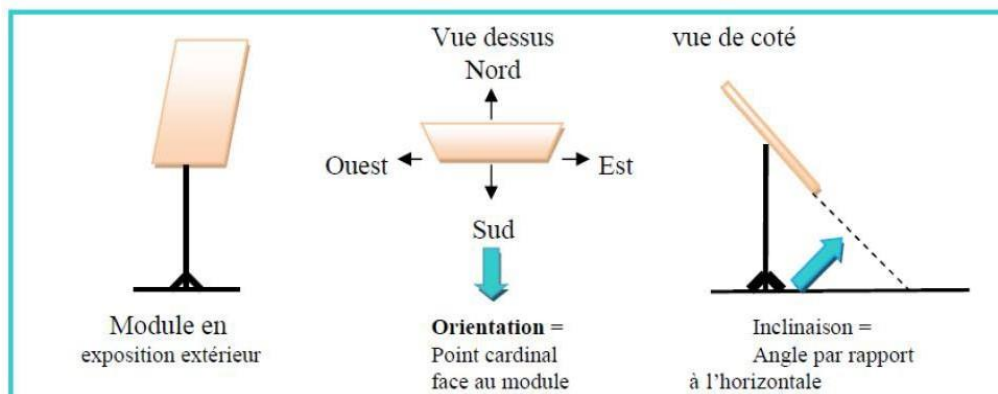 Vue dessus
vue de coté
Nord
Ouest
Est
Sud
Module en
exposition extérieur
Orientation =
Point cardinal
face au module
Inclinaison =
Angle par rapport
à l’horizontale